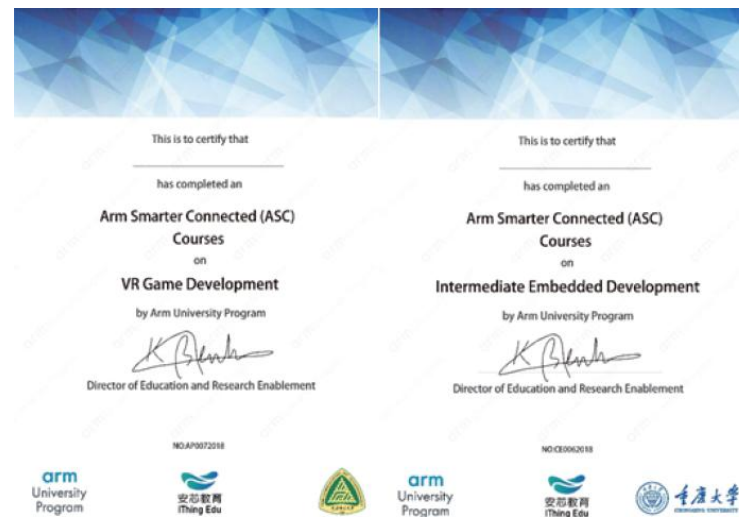 This is to certify that
has completed an
Arm Smarter Connected (ASC)
Courses
on
VR Game Development
by Arm University Program
Director of Education and Research Enablement
NO:AP0072018
arm
University
Program
安芯教育
iThing Edu
This is to certify that
has completed an
Arm Smarter Connected (ASC)
Courses
on
Intermediate Embedded Development
by Arm University Program
Director of Education and Research Enablement
NO:CE0062018
arm
University
Program
安芯教育
iThing Edu
重庆大学
CHONGQING UNIVERSITY